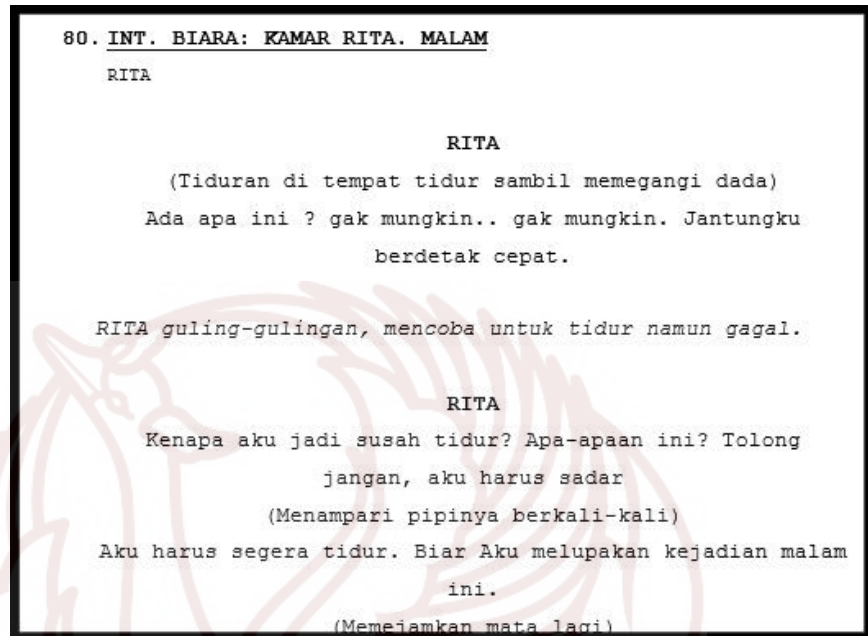 80. INT. BIARA: KAMAR RITA. MALAM
RITA
RITA
(Tiduran di tempat tidur sambil memegangi dada)
Ada apa ini ? gak mungkin.. gak mungkin. Jantungku
berdetak cepat.
RITA guling-gulingan, mencoba untuk tidur namun gagal.
RITA
Kenapa aku jadi susah tidur? Apa-apaan ini? Tolong
jangan, aku harus sadar
(Menampari pipinya berkali-kali)
Aku harus segera tidur. Biar Aku melupakan kejadian malam
ini.
(Memejamkan mata lagi)